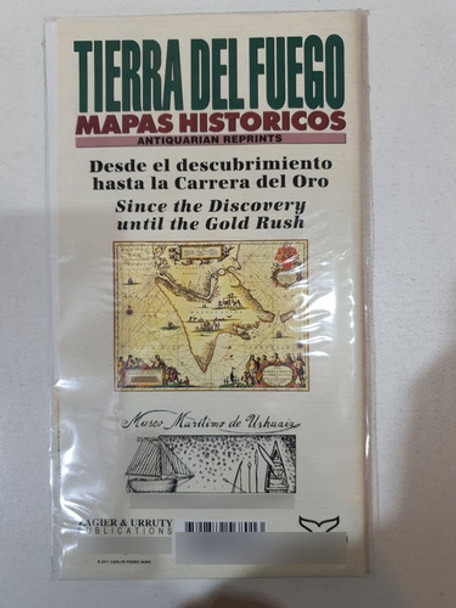 TIERRA DEL FUEGO
MAPAS HISTORICOS
ANTIQUARIAN REPRINTS
Desde el descubrimiento
hasta la Carrera del Oro
Since the Discovery
until the Gold Rush
Museo Marítimo de Ushuaia
ZAGIER & URRUTY
PUBLICATIONS